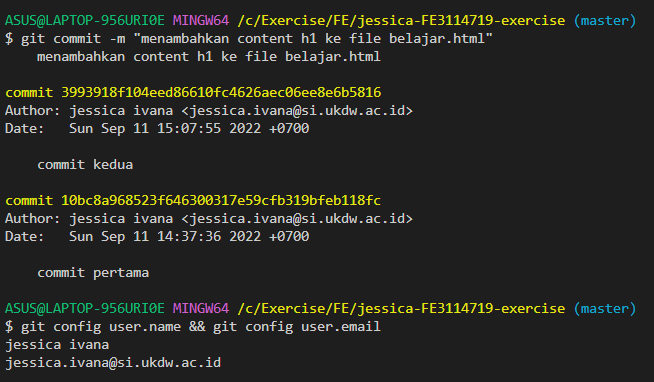 ASUS@LAPTOP-956URI0E MINGW64 /c/Exercise/FE/jessica-FE3114719-exercise (master)
$ git commit -m "menambahkan content h1 ke file belajar.html"
    menambahkan content h1 ke file belajar.html

commit 3993918f104eed86610fc4626aec06ee8e6b5816
Author: jessica ivana <jessica.ivana@si.ukdw.ac.id>
Date:   Sun Sep 11 15:07:55 2022 +0700

    commit kedua

commit 10bc8a968523f646300317e59cfb319bfeb118fc
Author: jessica ivana <jessica.ivana@si.ukdw.ac.id>
Date:   Sun Sep 11 14:37:36 2022 +0700

    commit pertama

ASUS@LAPTOP-956URI0E MINGW64 /c/Exercise/FE/jessica-FE3114719-exercise (master)
$ git config user.name && git config user.email
jessica ivana
jessica.ivana@si.ukdw.ac.id